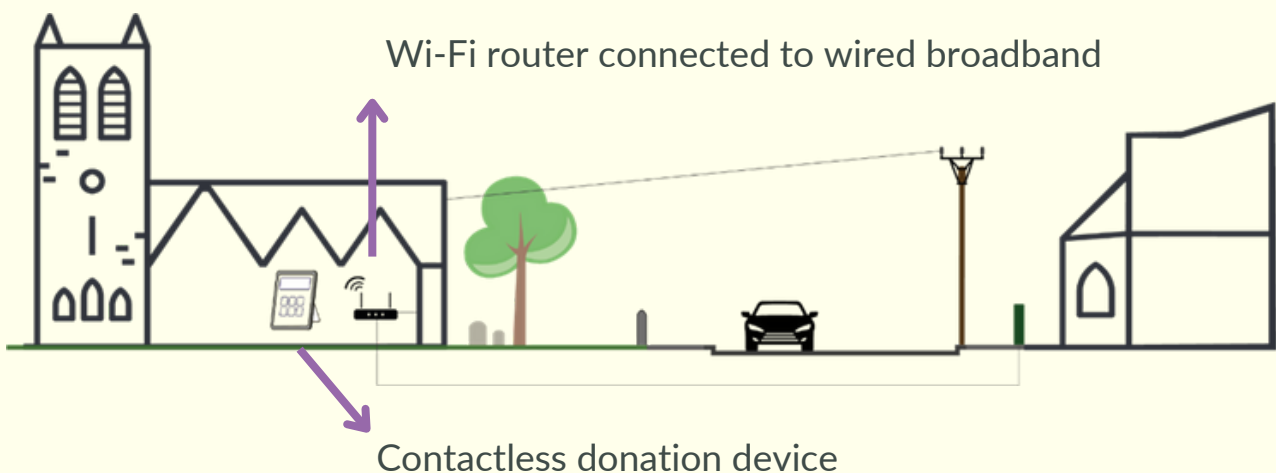 Wi-Fi router connected to wired broadband
Contactless donation device